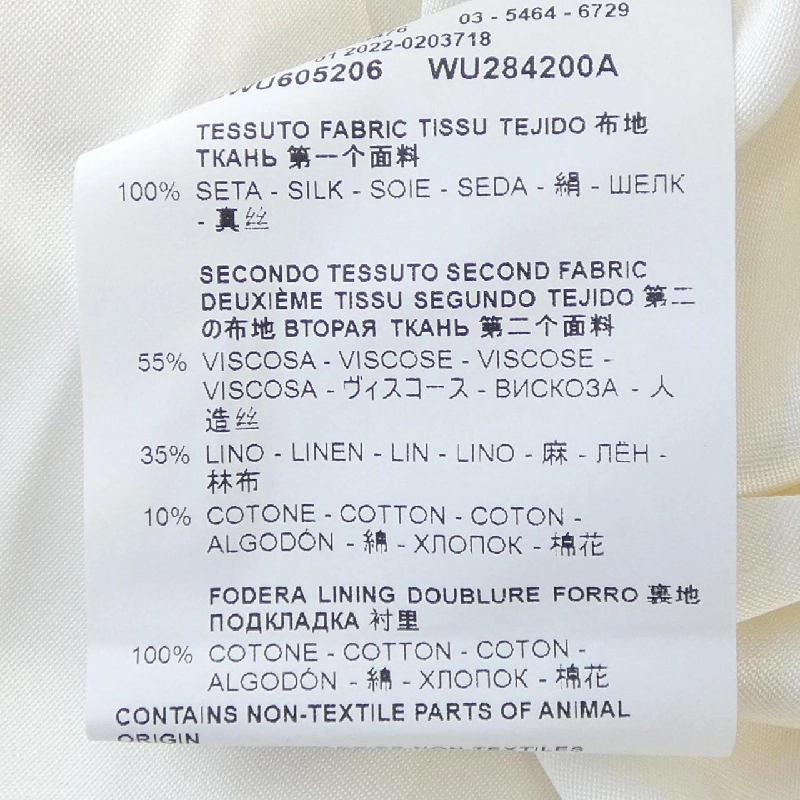 03 - 5464 - 6729
01 2022-0203718
WU605206 WU284200A
TESSUTO FABRIC TISSU TEJIDO 布地
ТКАНЬ 第一个面料
100% SETA - SILK - SOIE - SEDA - 絹 - ШЕЛК
- 真丝
SECONDO TESSUTO SECOND FABRIC
DEUXIÈME TISSU SEGUNDO TEJIDO 第二
の布地 ВТОРАЯ ТКАНЬ 第二个面料
55% VISCOSA - VISCOSE - VISCOSE -
VISCOSA - ヴィスコース - ВИСКОЗА - 人
造丝
35% LINO - LINEN - LIN - LINO - 麻 - ЛЁН -
林布
10% COTONE - COTTON - COTON -
ALGODÓN - 綿 - ХЛОПОК - 棉花
FODERA LINING DOUBLURE FORRO 裏地
ПОДКЛАДКА 衬里
100% COTONE - COTTON - COTON -
ALGODÓN - 綿 - ХЛОПОК - 棉花
CONTAINS NON-TEXTILE PARTS OF ANIMAL
ORIGIN